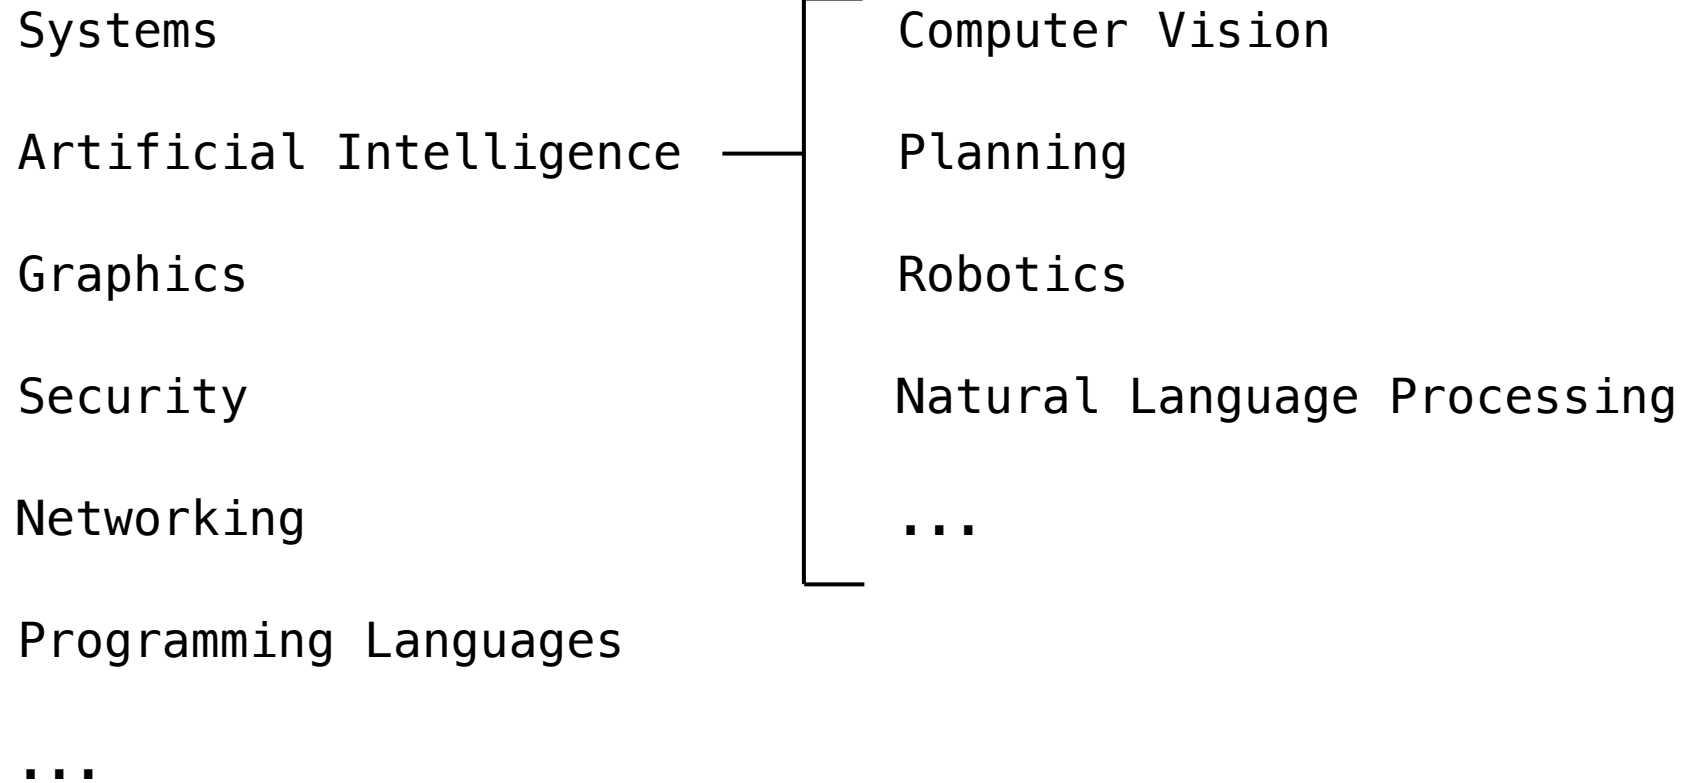 Systems
Artificial Intelligence
Graphics
Security
Networking
Programming Languages
...
Computer Vision
Planning
Robotics
Natural Language Processing
...